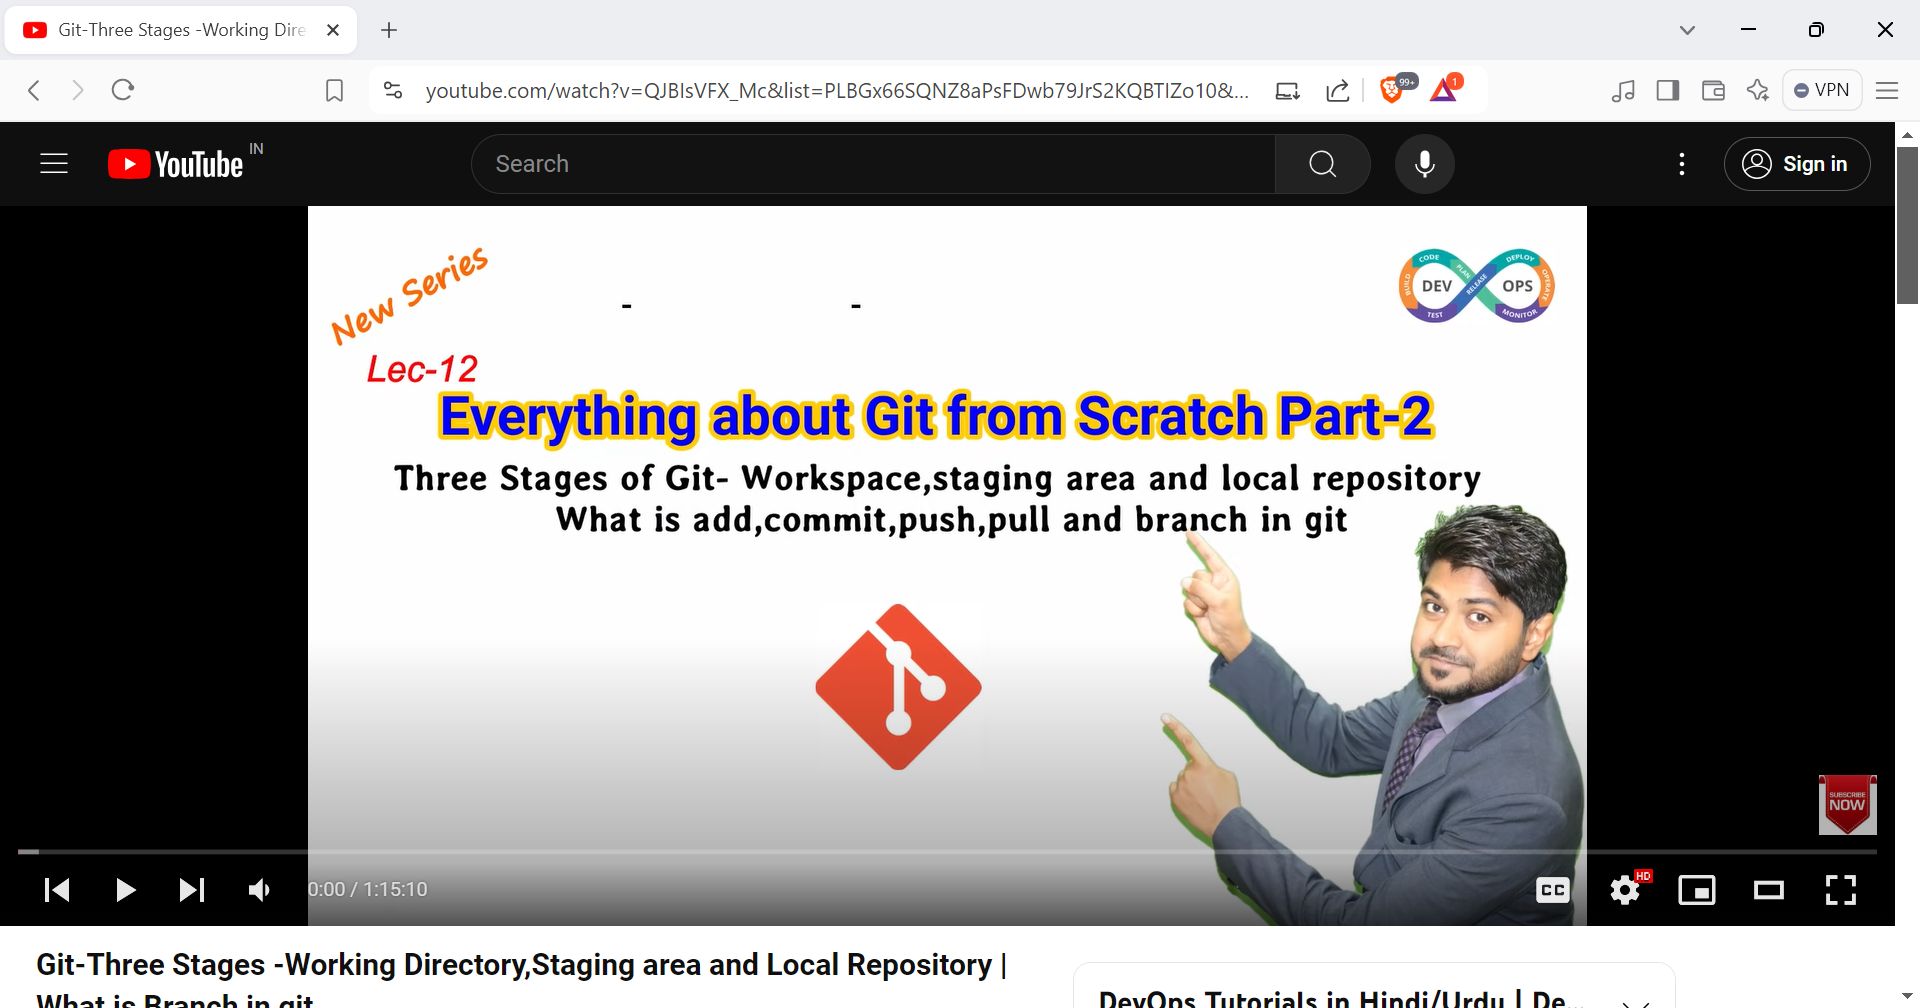 Git-Three Stages -Working Dire
youtube.com/watch?v=QJBIsVFX_Mc&list=PLBGx66SQNZ8aPsFDwb79JrS2KQBTIZo10&...
99+
1
VPN
YouTube IN
Search
Sign in
New Series
CODE
DEPLOY
BUILD
PLAN
OPERATE
DEV
RELEASE
OPS
TEST
MONITOR
- -
Lec-12
Everything about Git from Scratch Part-2
Three Stages of Git- Workspace,staging area and local repository
What is add,commit,push,pull and branch in git
SUBSCRIBE
NOW
0:00 / 1:15:10
CC
HD
Git-Three Stages -Working Directory,Staging area and Local Repository |
What is Branch in git
DevOps Tutorials in Hindi/Urdu | De...